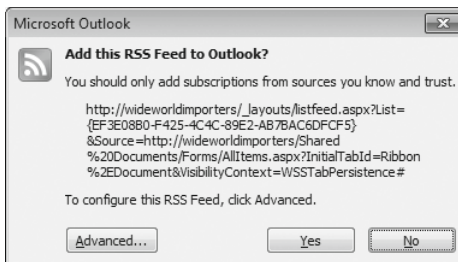 Microsoft Outlook
Add this RSS Feed to Outlook?
You should only add subscriptions from sources you know and trust.
http://wideworldimporters/_layouts/listfeed.aspx?List=
{EF3E08B0-F425-4C4C-89E2-AB7BAC6DFCF5}
&Source=http://wideworldimporters/Shared
%20Documents/Forms/AllItems.aspx?InitialTabId=Ribbon
%2EDocument&VisibilityContext=WSSTabPersistence#
To configure this RSS Feed, click Advanced.
Advanced... Yes No